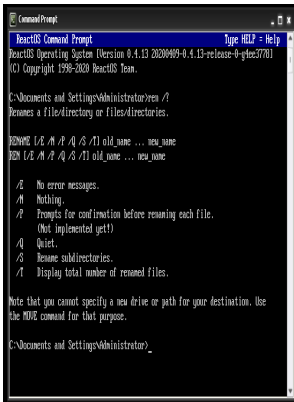 Command Prompt
ReactOS Command Prompt Type HELP = Help
ReactOS Operating System [Version 0.4.13 20200409-0.4.13-release-0-g4ee3778]
(C) Copyright 1998-2020 ReactOS Team.
C:\Documents and Settings\Administrator>ren /?
Renames a file/directory or files/directories.
RENAME [/E /N /P /Q /S /T] old_name ... new_name
REN [/E /N /P /Q /S /T] old_name ... new_name
/E No error messages.
/N Nothing.
/P Prompts for confirmation before renaming each file.
(Not implemented yet!)
/Q Quiet.
/S Rename subdirectories.
/T Display total number of renamed files.
Note that you cannot specify a new drive or path for your destination. Use
the MOVE command for that purpose.
C:\Documents and Settings\Administrator>_